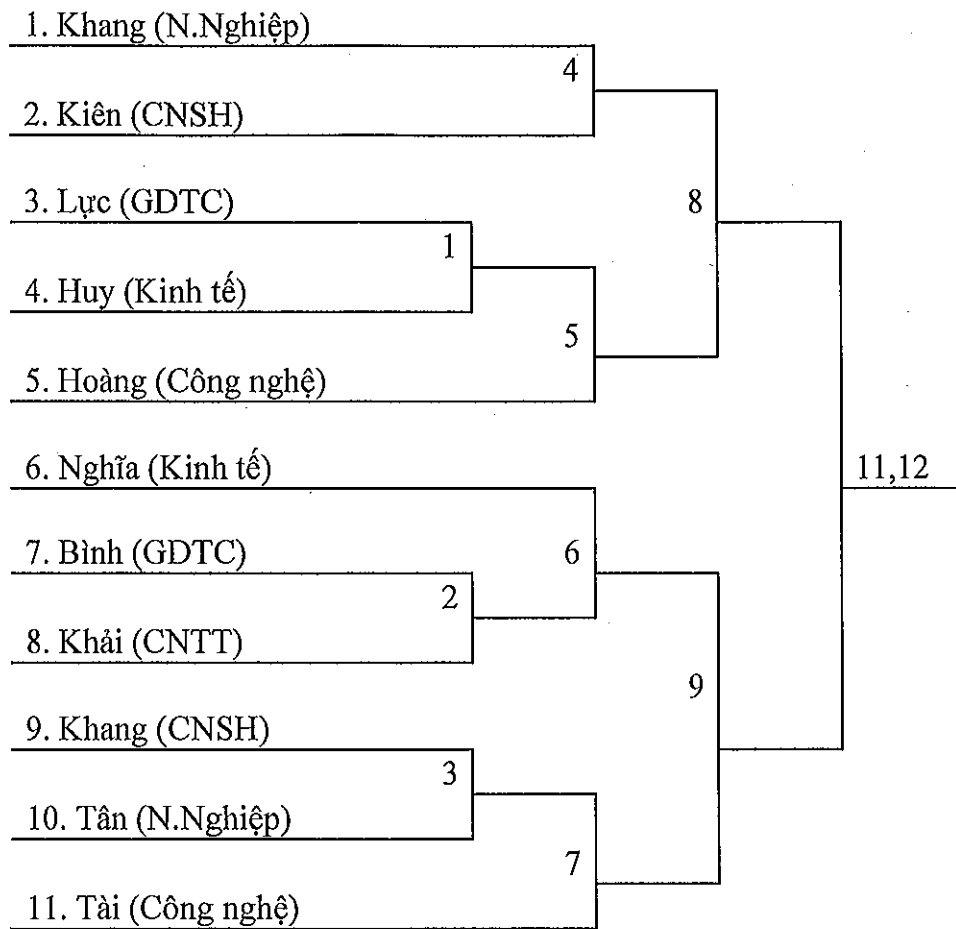 1. Khang (N.Nghiệp)
4
2. Kiên (CNSH)
3. Lực (GDTC)
8
1
4. Huy (Kinh tế)
5
5. Hoàng (Công nghệ)
6. Nghĩa (Kinh tế)
11,12
7. Bình (GDTC)
6
2
8. Khải (CNTT)
9
9. Khang (CNSH)
3
10. Tân (N.Nghiệp)
7
11. Tài (Công nghệ)